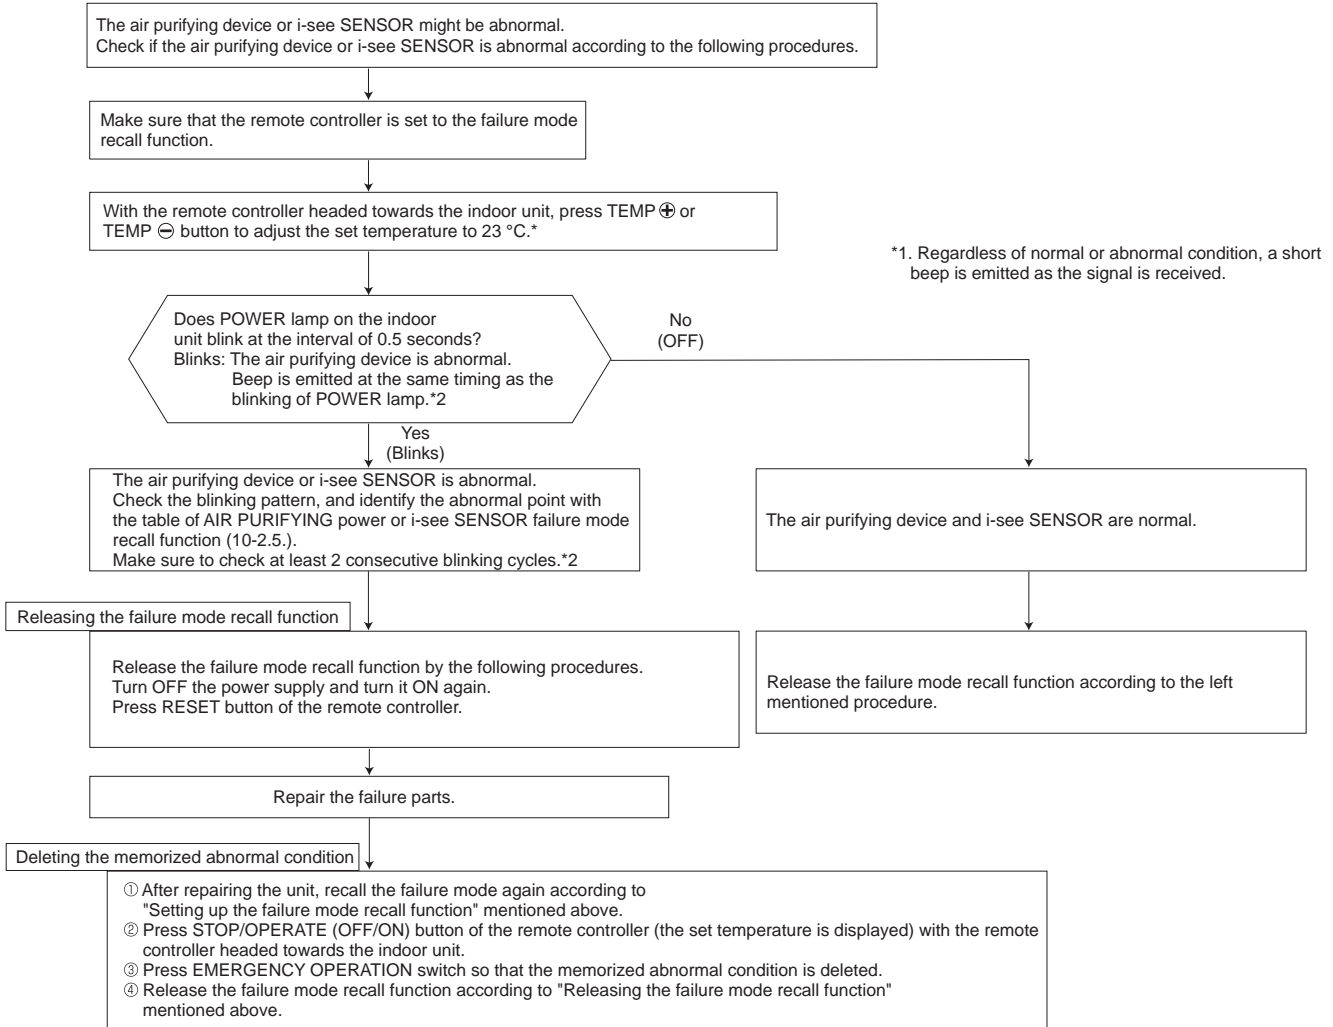 The air purifying device or i-see SENSOR might be abnormal.
Check if the air purifying device or i-see SENSOR is abnormal according to the following procedures.
Make sure that the remote controller is set to the failure mode
recall function.
With the remote controller headed towards the indoor unit, press TEMP ⊕ or
TEMP ⊖ button to adjust the set temperature to 23 °C.*
*1. Regardless of normal or abnormal condition, a short
beep is emitted as the signal is received.
Does POWER lamp on the indoor
unit blink at the interval of 0.5 seconds?
Blinks: The air purifying device is abnormal.
Beep is emitted at the same timing as the
blinking of POWER lamp.*2
No
(OFF)
Yes
(Blinks)
The air purifying device or i-see SENSOR is abnormal.
Check the blinking pattern, and identify the abnormal point with
the table of AIR PURIFYING power or i-see SENSOR failure mode
recall function (10-2.5.).
Make sure to check at least 2 consecutive blinking cycles.*2
The air purifying device and i-see SENSOR are normal.
Releasing the failure mode recall function
Release the failure mode recall function by the following procedures.
Turn OFF the power supply and turn it ON again.
Press RESET button of the remote controller.
Release the failure mode recall function according to the left
mentioned procedure.
Repair the failure parts.
Deleting the memorized abnormal condition
① After repairing the unit, recall the failure mode again according to
"Setting up the failure mode recall function" mentioned above.
② Press STOP/OPERATE (OFF/ON) button of the remote controller (the set temperature is displayed) with the remote
controller headed towards the indoor unit.
③ Press EMERGENCY OPERATION switch so that the memorized abnormal condition is deleted.
④ Release the failure mode recall function according to "Releasing the failure mode recall function"
mentioned above.